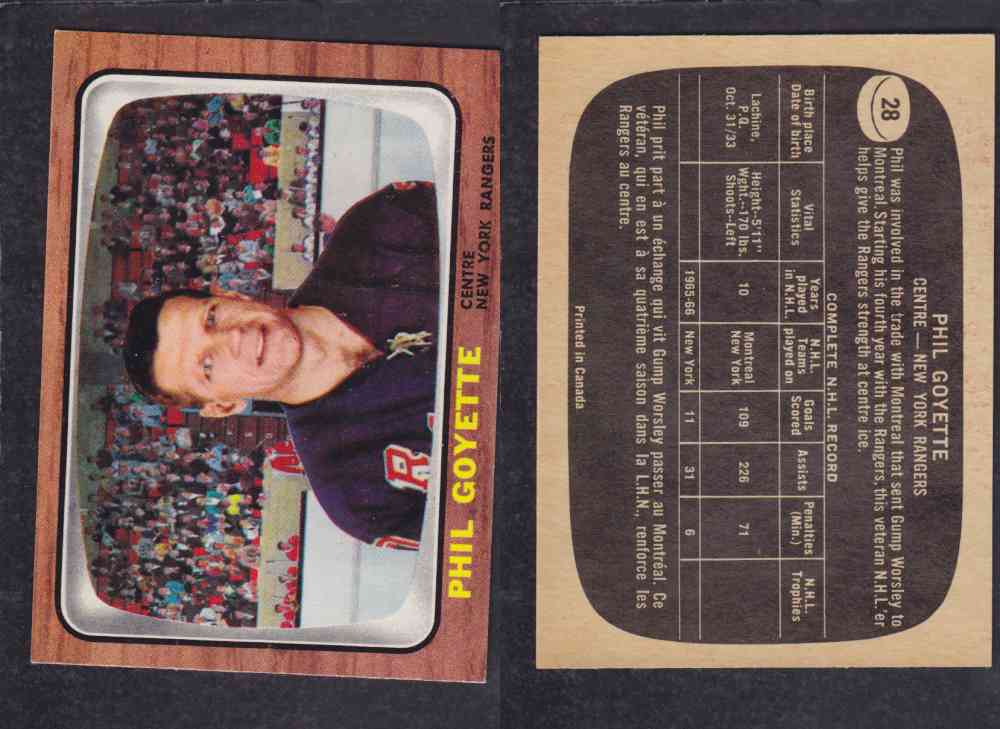 PHIL GOYETTE
CENTRE
NEW YORK RANGERS
R
28
PHIL GOYETTE
CENTRE — NEW YORK RANGERS
Phil was involved in the trade with Montreal that sent Gump Worsley to
Montreal. Starting his fourth year with the Rangers, this veteran N.H.L.'er
helps give the Rangers strength at centre ice.
COMPLETE N.H.L. RECORD
Birth place Date of birth | Vital Statistics | Years played in N.H.L. | N.H.L. Teams played on | Goals Scored | Assists | Penalties (Min.) | N.H.L. Trophies
Lachine, P.Q. Oct. 31/33 | Height-5'11" Wght.-170 lbs. Shoots-Left | 10 | Montreal New York | 109 | 226 | 71
1965-66 | New York | 11 | 31 | 6
Phil prit part à un échange qui vit Gump Worsley passer au Montréal. Ce
vétéran, qui en est à sa quatrième saison dans la L.H.N., renforce les
Rangers au centre.
Printed in Canada